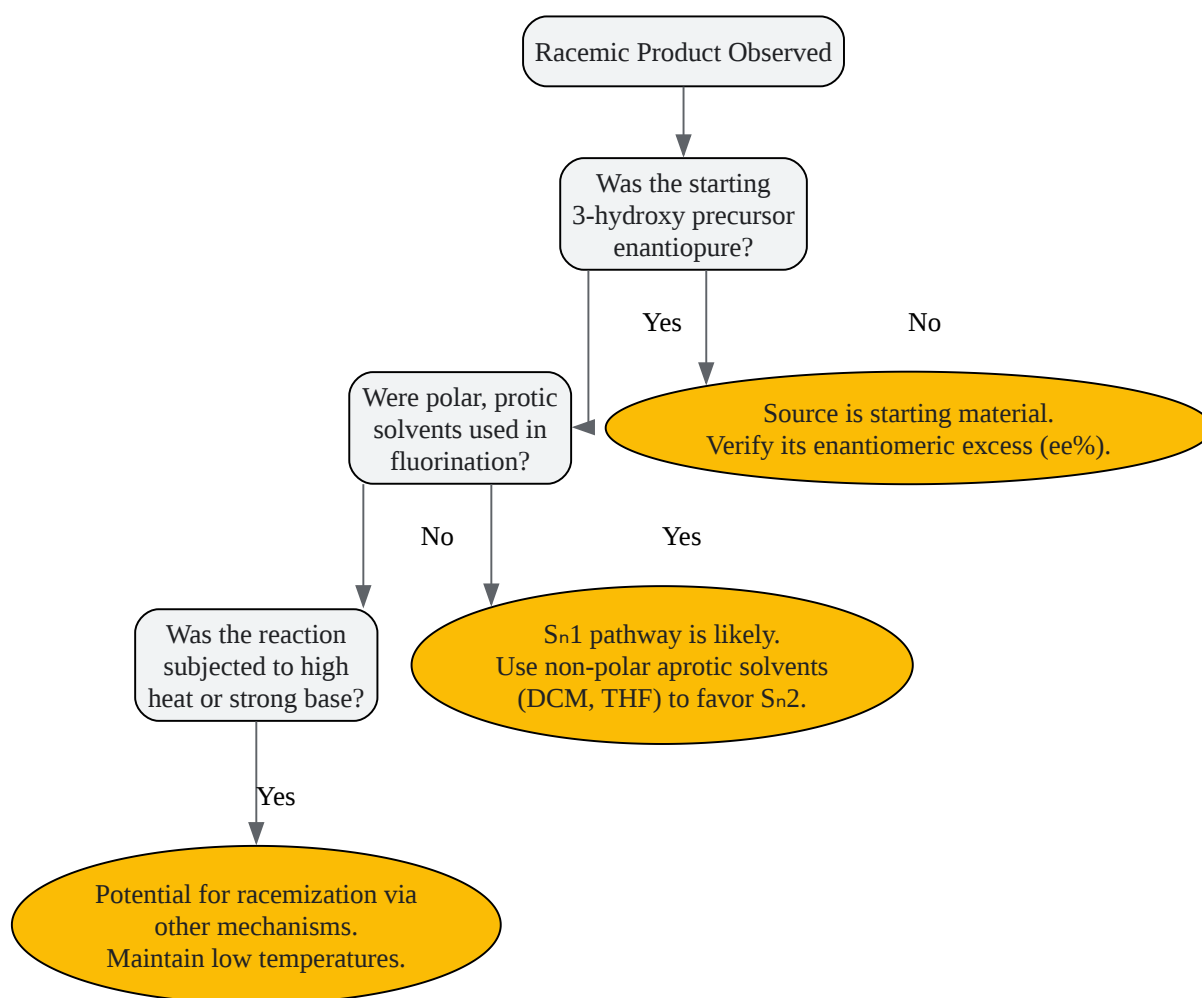 Racemic Product Observed
Was the starting
3-hydroxy precursor
enantiopure?
Yes
No
Were polar, protic
solvents used in
fluorination?
Source is starting material.
Verify its enantiomeric excess (ee%).
No
Yes
Was the reaction
subjected to high
heat or strong base?
Sₙ1 pathway is likely.
Use non-polar aprotic solvents
(DCM, THF) to favor Sₙ2.
Yes
Potential for racemization via
other mechanisms.
Maintain low temperatures.